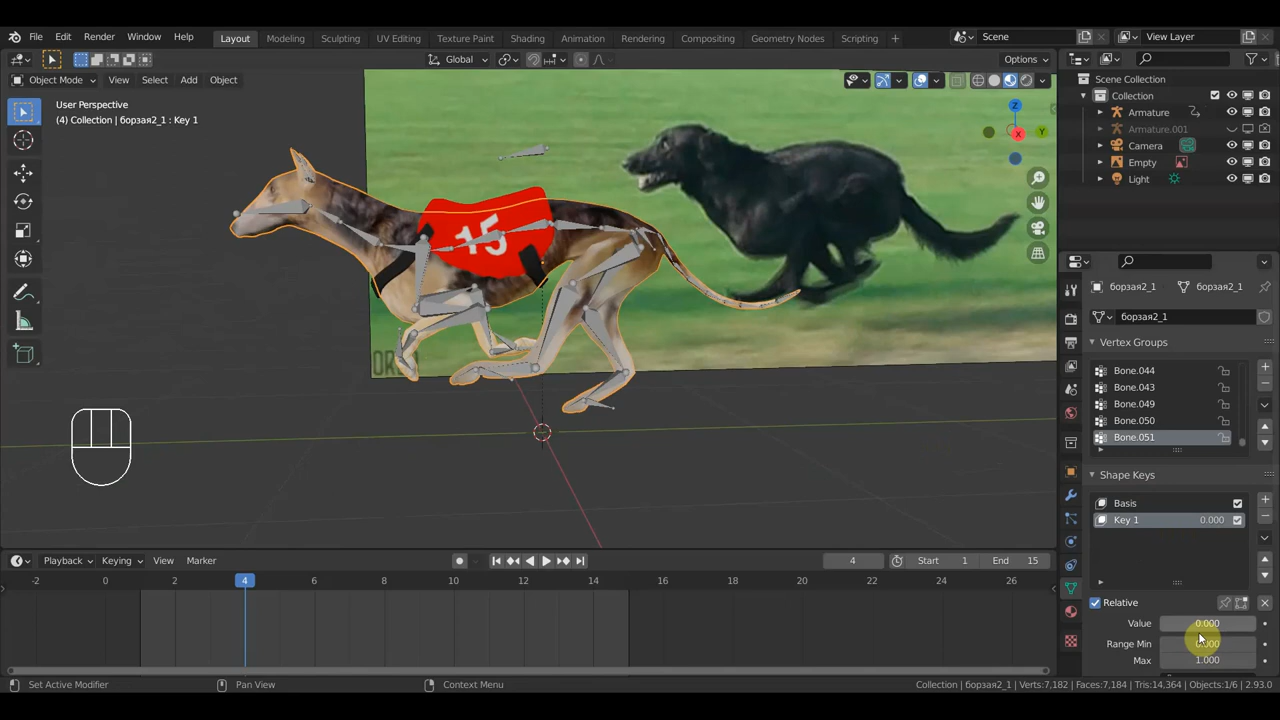 File Edit Render Window Help Layout Modeling Sculpting UV Editing Texture Paint Shading Animation Rendering Compositing Geometry Nodes Scripting + Scene View Layer
Global Options
Object Mode View Select Add Object
User Perspective
(4) Collection | борзая2_1 : Key 1
Scene Collection
Collection
Armature
Armature.001
Camera
Empty
Light
Z
Y
X
15
борзая2_1 борзая2_1
борзая2_1
Vertex Groups
Bone.044
Bone.043
Bone.049
Bone.050
Bone.051
Shape Keys
Basis
Key 1 0.000
Relative
Value 0.000
Range Min 0.000
Max 1.000
Playback Keying View Marker 4 Start 1 End 15
-2 0 2 4 6 8 10 12 14 16 18 20 22 24 26
Set Active Modifier Pan View Context Menu Collection | борзая2_1 | Verts:7,182 | Faces:7,184 | Tris:14,364 | Objects:1/6 | 2.93.0